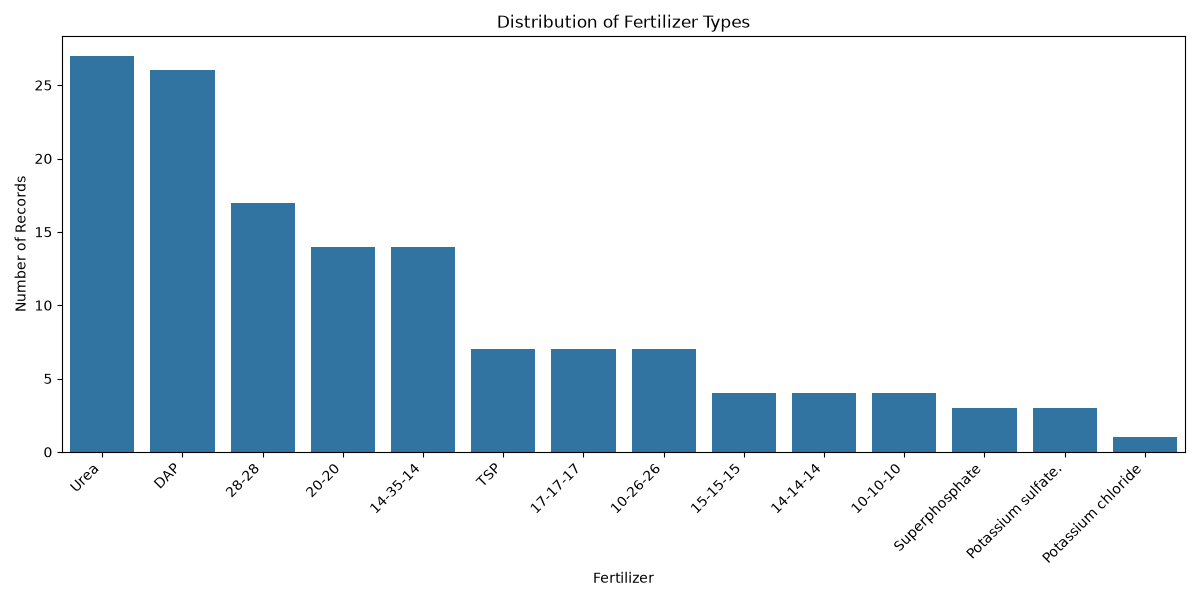 Distribution of Fertilizer Types
Number of Records
25
20
15
10
5
0
Urea
DAP
28-28
20-20
14-35-14
TSP
17-17-17
10-26-26
15-15-15
14-14-14
10-10-10
Superphosphate
Potassium sulfate.
Potassium chloride
Fertilizer